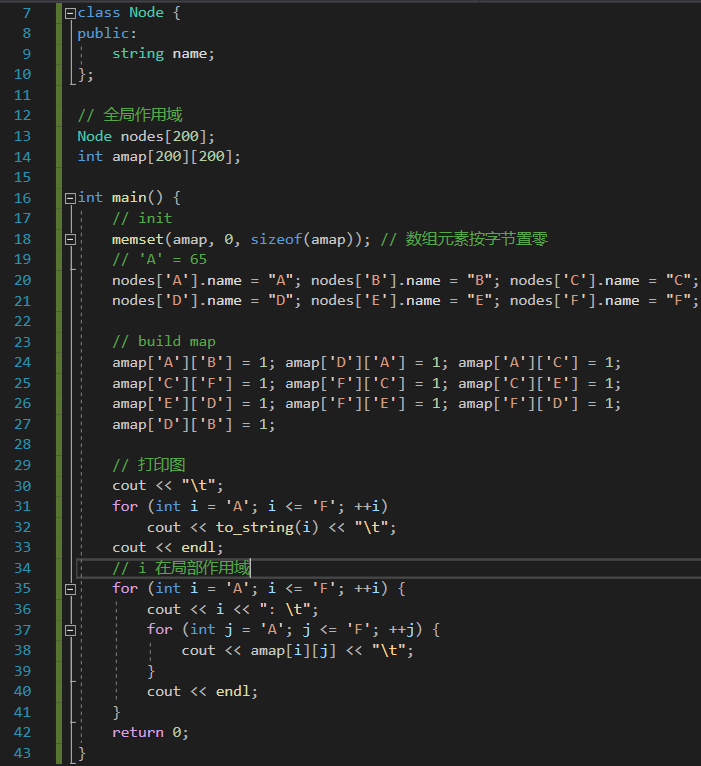 7 class Node {
8 public:
9 string name;
10 };
11
12 // 全局作用域
13 Node nodes[200];
14 int amap[200][200];
15
16 int main() {
17 // init
18 memset(amap, 0, sizeof(amap)); // 数组元素按字节置零
19 // 'A' = 65
20 nodes['A'].name = "A"; nodes['B'].name = "B"; nodes['C'].name = "C";
21 nodes['D'].name = "D"; nodes['E'].name = "E"; nodes['F'].name = "F";
22
23 // build map
24 amap['A']['B'] = 1; amap['D']['A'] = 1; amap['A']['C'] = 1;
25 amap['C']['F'] = 1; amap['F']['C'] = 1; amap['C']['E'] = 1;
26 amap['E']['D'] = 1; amap['F']['E'] = 1; amap['F']['D'] = 1;
27 amap['D']['B'] = 1;
28
29 // 打印图
30 cout << "\t";
31 for (int i = 'A'; i <= 'F'; ++i)
32 cout << to_string(i) << "\t";
33 cout << endl;
34 // i 在局部作用域
35 for (int i = 'A'; i <= 'F'; ++i) {
36 cout << i << ": \t";
37 for (int j = 'A'; j <= 'F'; ++j) {
38 cout << amap[i][j] << "\t";
39 }
40 cout << endl;
41 }
42 return 0;
43 }